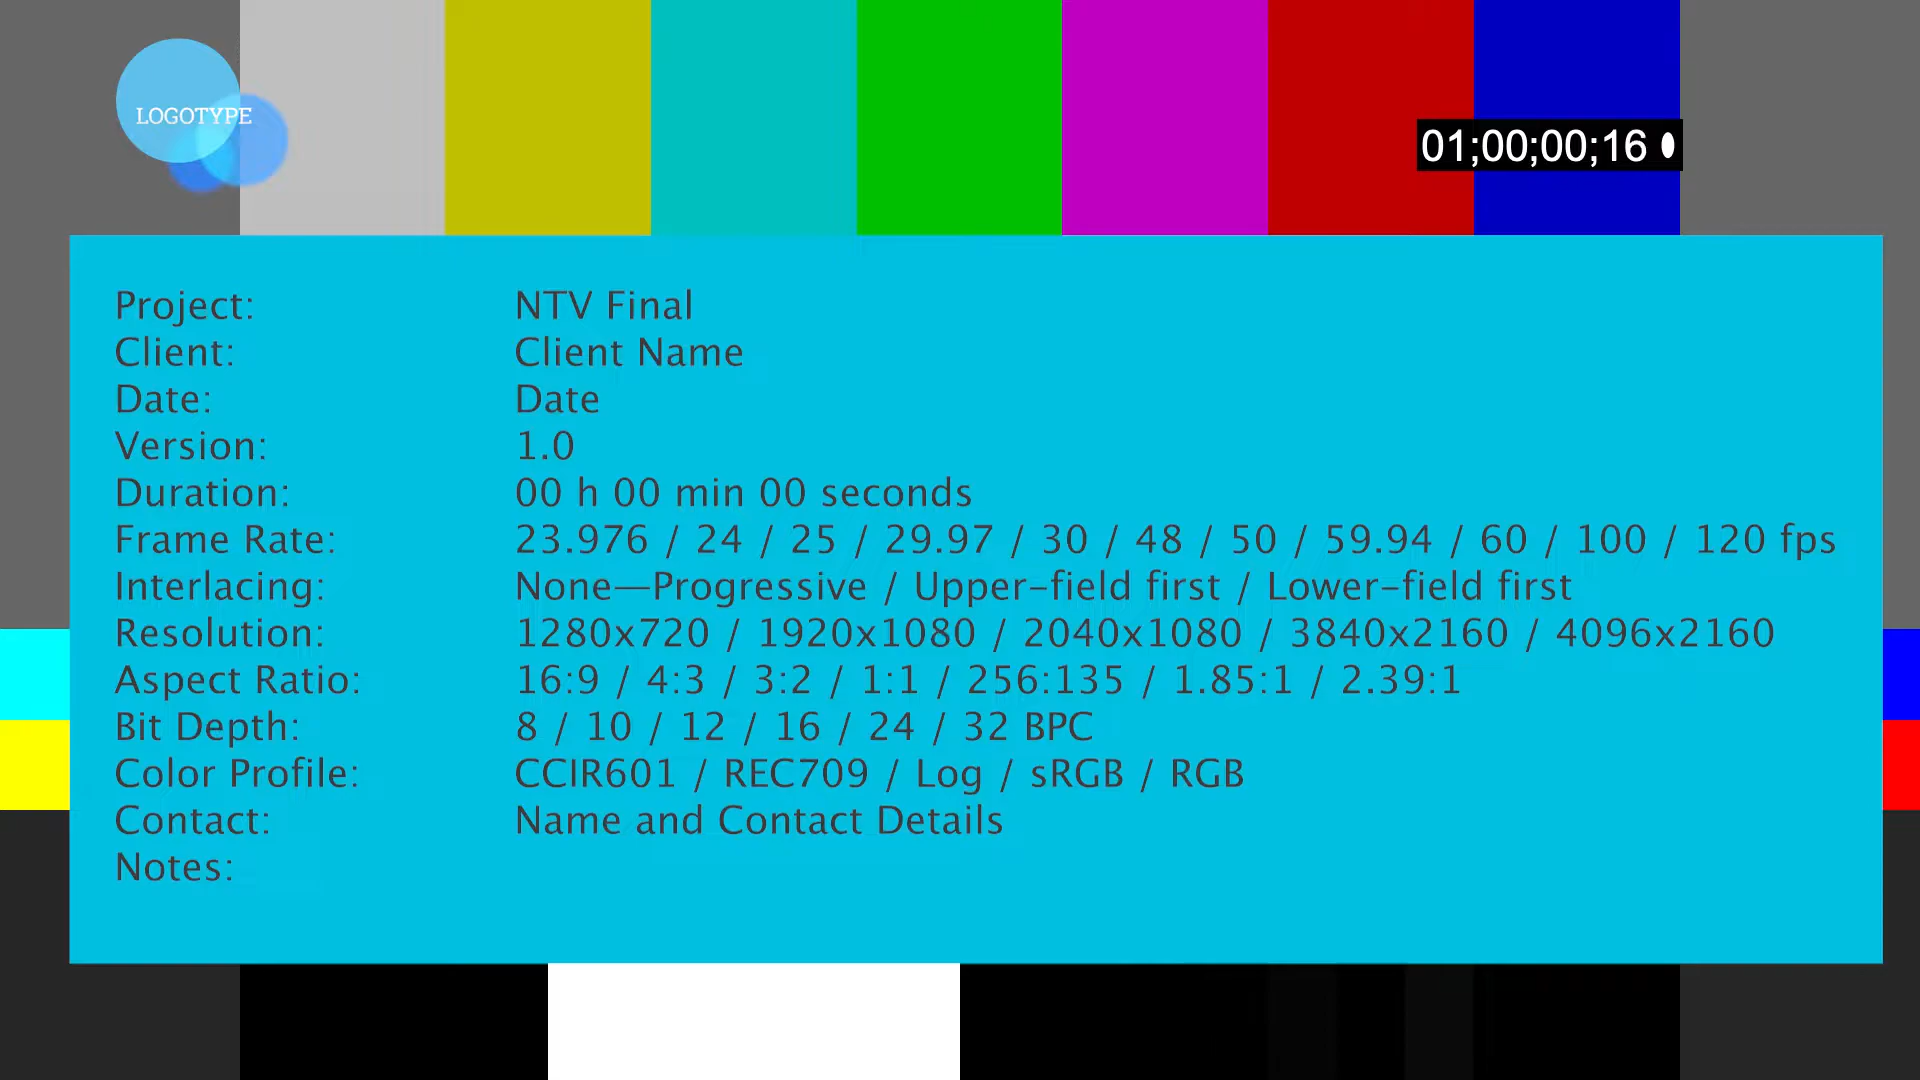 LOGOTYPE
01;00;00;16
Project: NTV Final
Client: Client Name
Date: Date
Version: 1.0
Duration: 00 h 00 min 00 seconds
Frame Rate: 23.976 / 24 / 25 / 29.97 / 30 / 48 / 50 / 59.94 / 60 / 100 / 120 fps
Interlacing: None—Progressive / Upper-field first / Lower-field first
Resolution: 1280x720 / 1920x1080 / 2040x1080 / 3840x2160 / 4096x2160
Aspect Ratio: 16:9 / 4:3 / 3:2 / 1:1 / 256:135 / 1.85:1 / 2.39:1
Bit Depth: 8 / 10 / 12 / 16 / 24 / 32 BPC
Color Profile: CCIR601 / REC709 / Log / sRGB / RGB
Contact: Name and Contact Details
Notes: